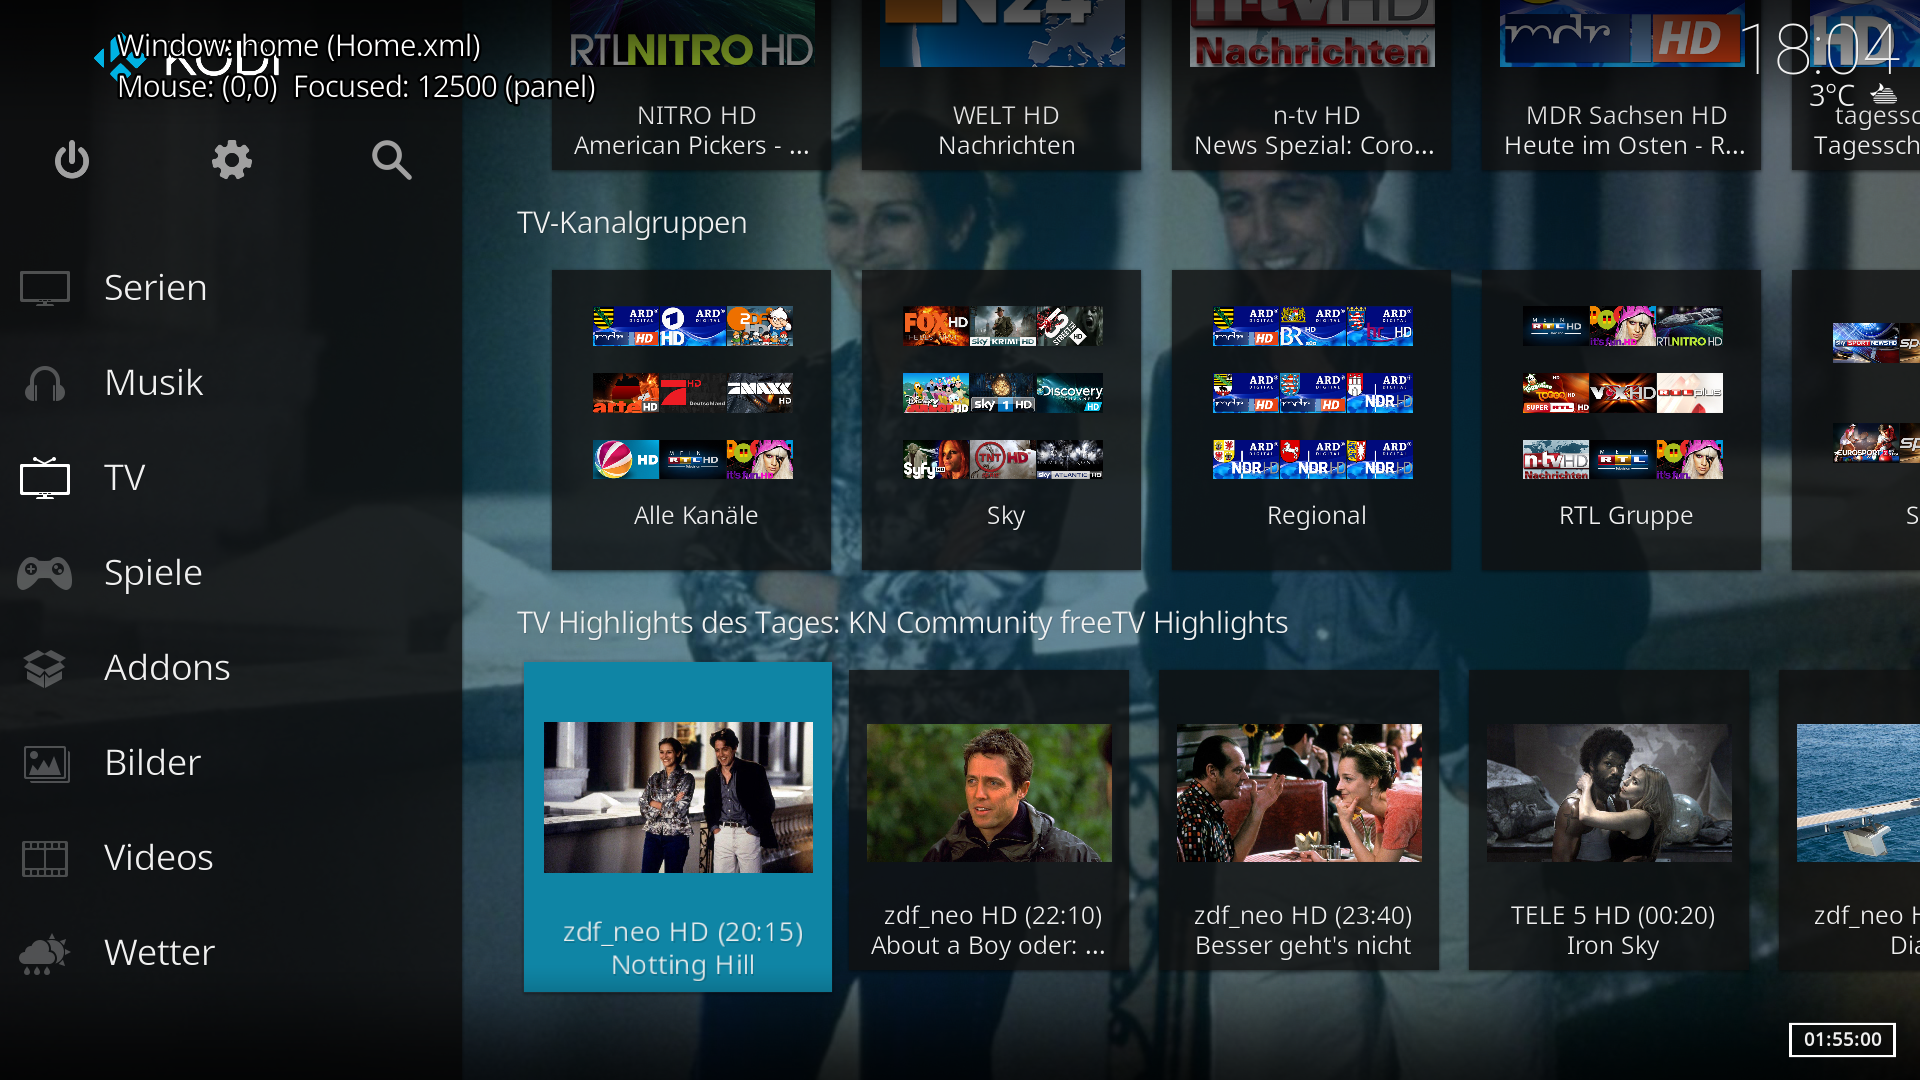 Window: home (Home.xml)
KODI
Mouse: (0,0) Focused: 12500 (panel)
18:04
3°C
RTLNITRO HD
N24
n-tv HD
Nachrichten
mdr HD
HD
NITRO HD
American Pickers - ...
WELT HD
Nachrichten
n-tv HD
News Spezial: Coro...
MDR Sachsen HD
Heute im Osten - R...
tagessc
Tagessch
TV-Kanalgruppen
Serien
Musik
TV
Spiele
Addons
Bilder
Videos
Wetter
Alle Kanäle
Sky
Regional
RTL Gruppe
S
TV Highlights des Tages: KN Community freeTV Highlights
zdf_neo HD (20:15)
Notting Hill
zdf_neo HD (22:10)
About a Boy oder: ...
zdf_neo HD (23:40)
Besser geht's nicht
TELE 5 HD (00:20)
Iron Sky
zdf_neo H
Dia
01:55:00